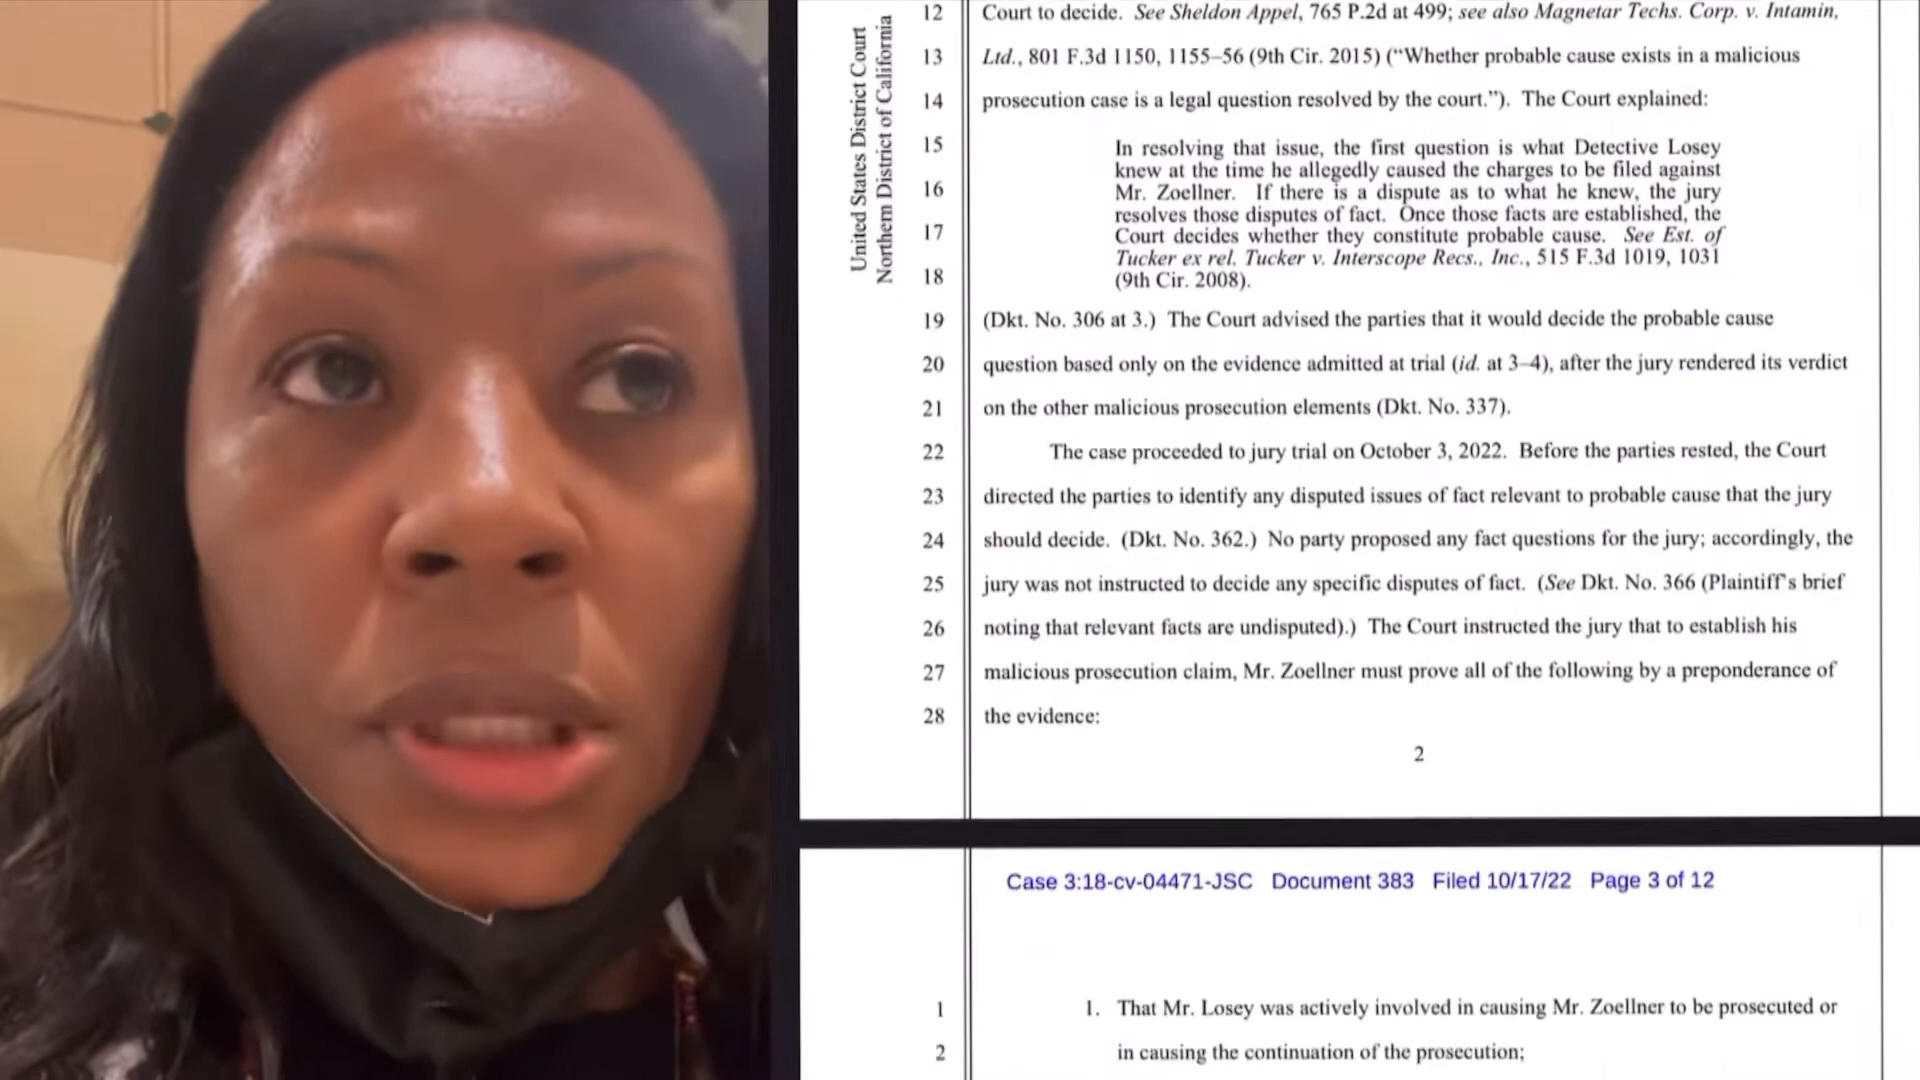 United States District Court
Northern District of California
12 Court to decide. See Sheldon Appel, 765 P.2d at 499; see also Magnetar Techs. Corp. v. Intamin,
13 Ltd., 801 F.3d 1150, 1155–56 (9th Cir. 2015) (“Whether probable cause exists in a malicious
14 prosecution case is a legal question resolved by the court.”). The Court explained:
15 In resolving that issue, the first question is what Detective Losey
knew at the time he allegedly caused the charges to be filed against
16 Mr. Zoellner. If there is a dispute as to what he knew, the jury
resolves those disputes of fact. Once those facts are established, the
17 Court decides whether they constitute probable cause. See Est. of
Tucker ex rel. Tucker v. Interscope Recs., Inc., 515 F.3d 1019, 1031
18 (9th Cir. 2008).
19 (Dkt. No. 306 at 3.) The Court advised the parties that it would decide the probable cause
20 question based only on the evidence admitted at trial (id. at 3–4), after the jury rendered its verdict
21 on the other malicious prosecution elements (Dkt. No. 337).
22 The case proceeded to jury trial on October 3, 2022. Before the parties rested, the Court
23 directed the parties to identify any disputed issues of fact relevant to probable cause that the jury
24 should decide. (Dkt. No. 362.) No party proposed any fact questions for the jury; accordingly, the
25 jury was not instructed to decide any specific disputes of fact. (See Dkt. No. 366 (Plaintiff's brief
26 noting that relevant facts are undisputed).) The Court instructed the jury that to establish his
27 malicious prosecution claim, Mr. Zoellner must prove all of the following by a preponderance of
28 the evidence:
2
Case 3:18-cv-04471-JSC Document 383 Filed 10/17/22 Page 3 of 12
1 1. That Mr. Losey was actively involved in causing Mr. Zoellner to be prosecuted or
2 in causing the continuation of the prosecution;